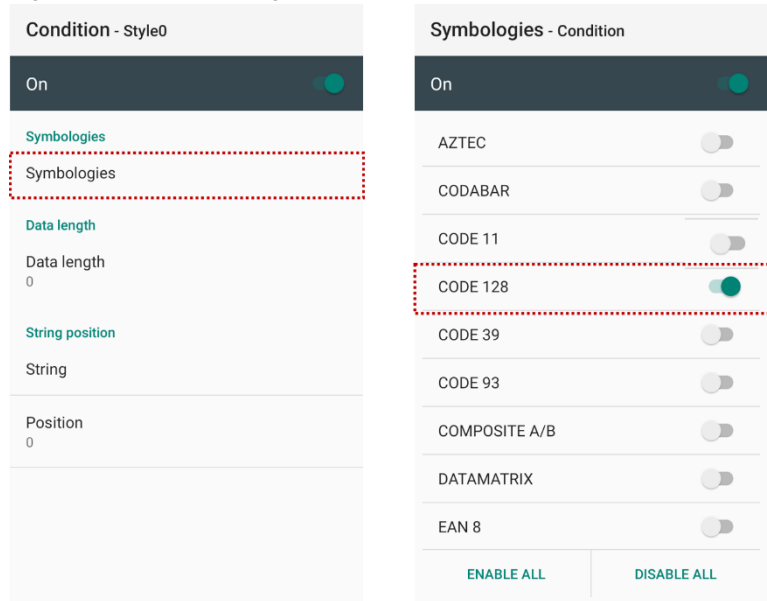 Condition - Style0
On
Symbologies
Symbologies
Data length
Data length
0
String position
String
Position
0
Symbologies - Condition
On
AZTEC
CODABAR
CODE 11
CODE 128
CODE 39
CODE 93
COMPOSITE A/B
DATAMATRIX
EAN 8
ENABLE ALL
DISABLE ALL